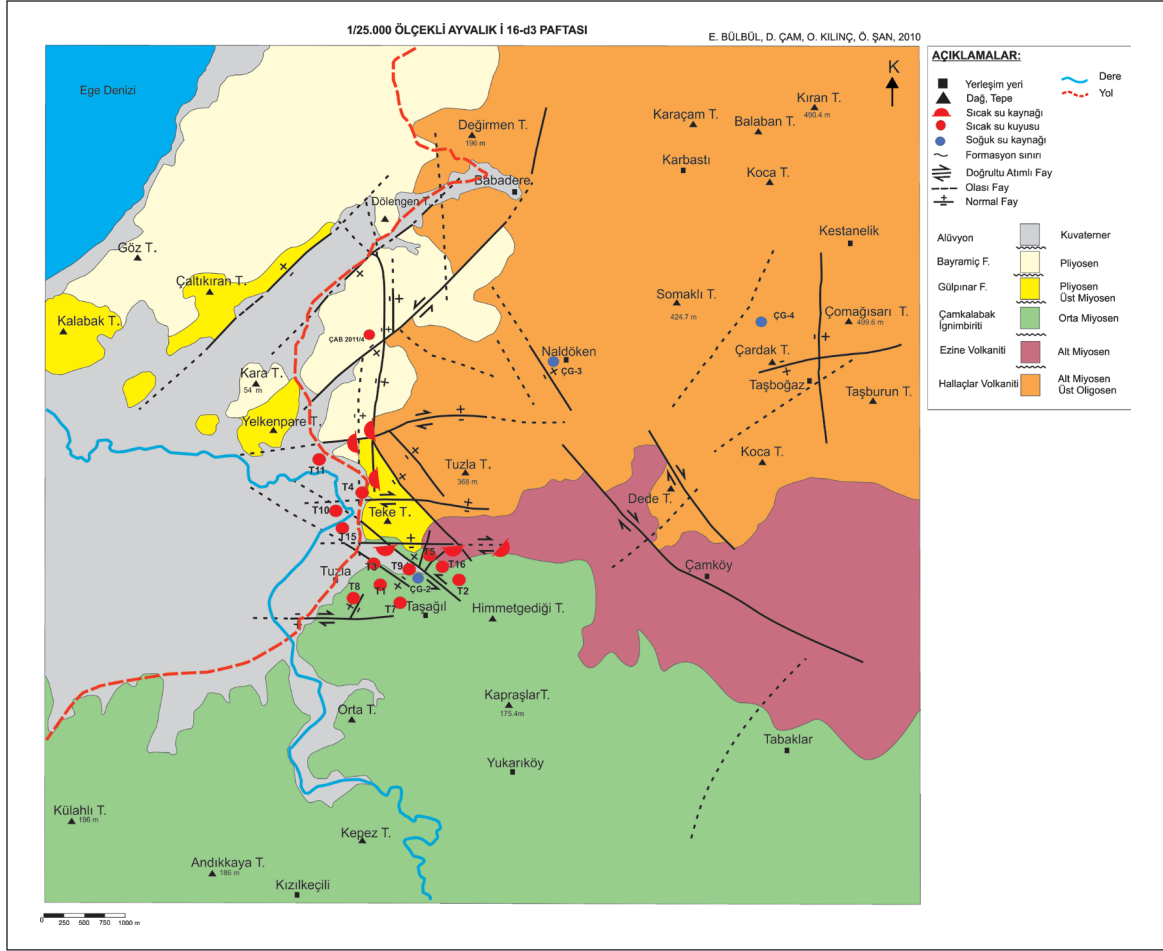 1/25.000 ÖLÇEKLİ AYVALIK İ 16-d3 PAFTASI
E. BÜLBÜL, D. ÇAM, O. KILINÇ, Ö. ŞAN, 2010
Ege Denizi
K
Kıran T.
490.4 m
Karaçam T.
Balaban T.
Değirmen T.
196 m
Karbastı
Koca T.
Babadere
Dölengen T.
Kestanelik
Göz T.
Çaltıkıran T.
Somaklı T.
424.7 m
ÇG-4
Çomağısarı T.
499.6 m
Kalabak T.
ÇAB 2011/4
Naldöken
ÇG-3
Çardak T.
Taşboğaz
Kara T.
54 m
Taşburun T.
Yelkenpare T.
T11
Tuzla T.
368 m
Koca T.
T4
Dede T.
T10
Teke T.
T15
T5
Tuzla
T3
T9
T16
Çamköy
T8
T1
ÇG-2
T2
T7
Taşağıl
Himmetgediği T.
KapraşlarT.
175.4m
Orta T.
Tabaklar
Yukarıköy
Külahlı T.
196 m
Kepez T.
Andıkkaya T.
186 m
Kızılkeçili
0 250 500 750 1000 m
AÇIKLAMALAR:
Yerleşim yeri
Dere
Dağ, Tepe
Yol
Sıcak su kaynağı
Sıcak su kuyusu
Soğuk su kaynağı
Formasyon sınırı
Doğrultu Atımlı Fay
Olası Fay
Normal Fay
Alüvyon
Kuvaterner
Bayramiç F.
Pliyosen
Gülpınar F.
Pliyosen
Üst Miyosen
Çamkalabak
İgnimbiriti
Orta Miyosen
Ezine Volkaniti
Alt Miyosen
Hallaçlar Volkaniti
Alt Miyosen
Üst Oligosen